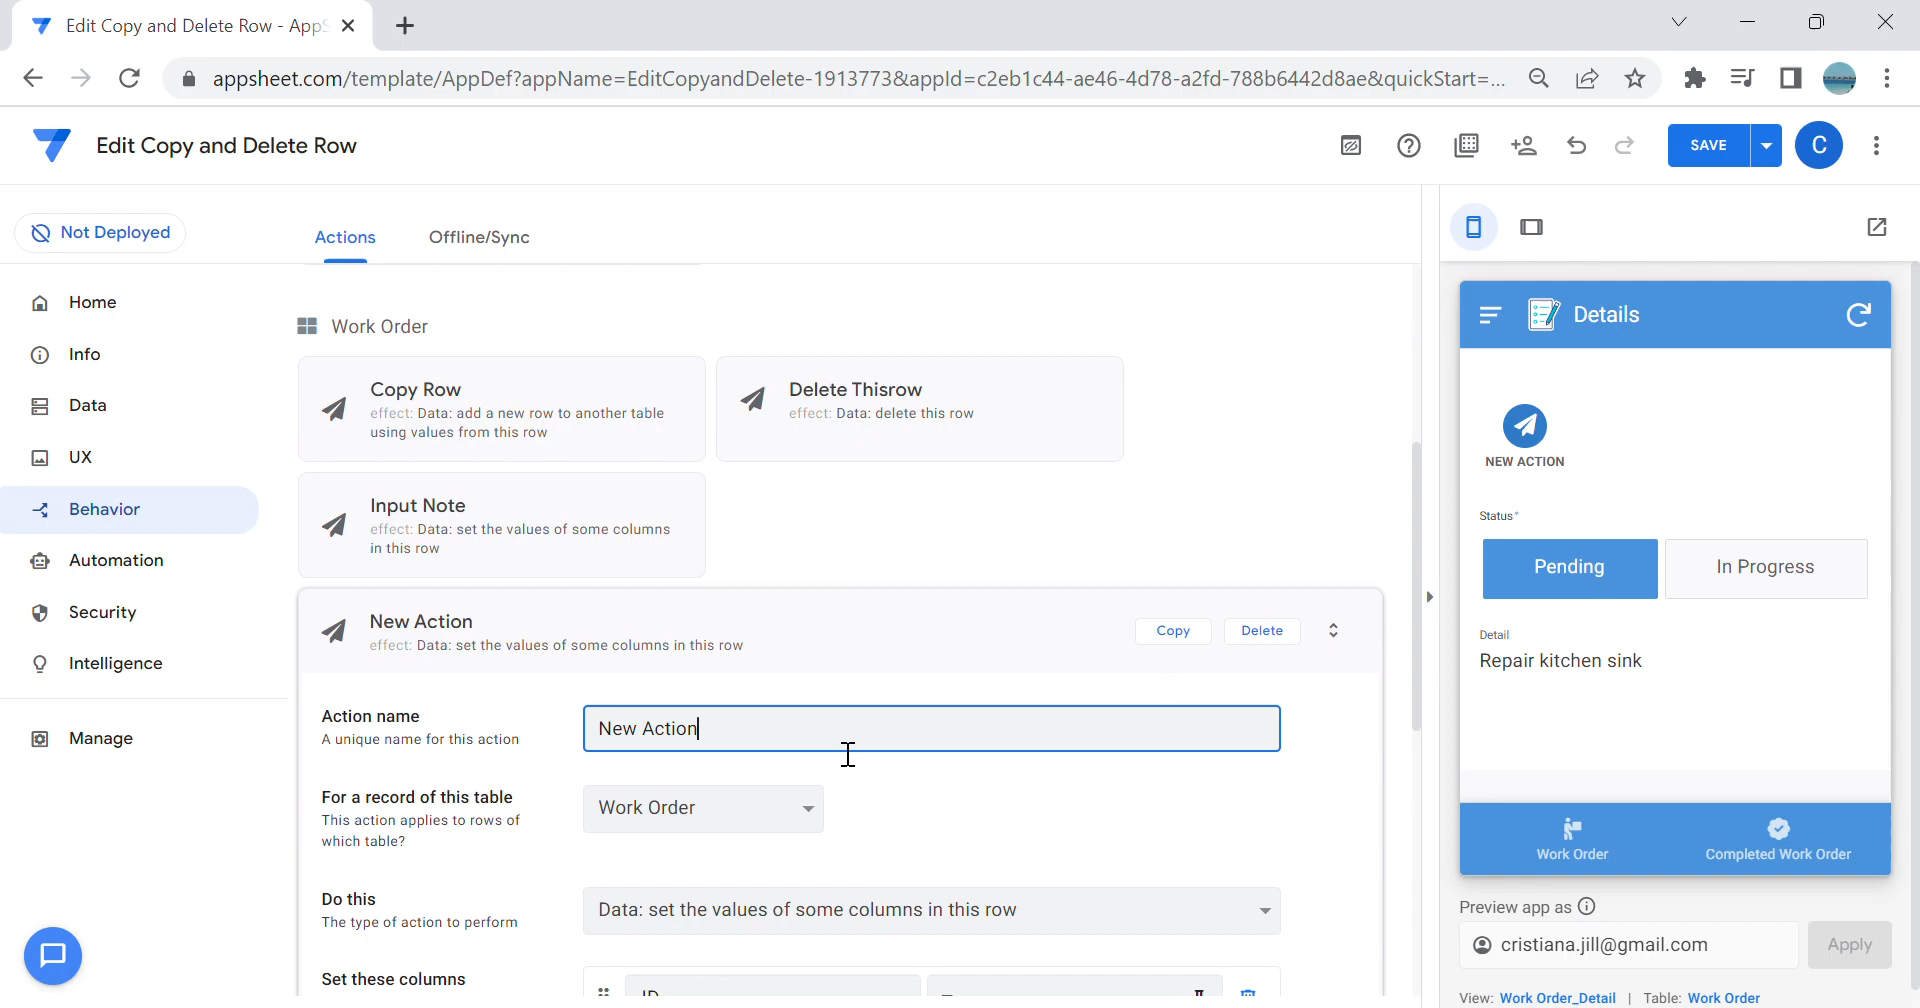 Edit Copy and Delete Row - App
appsheet.com/template/AppDef?appName=EditCopyandDelete-1913773&appId=c2eb1c44-ae46-4d78-a2fd-788b6442d8ae&quickStart=...
Edit Copy and Delete Row
SAVE
C
Not Deployed
Actions
Offline/Sync
Home
Info
Data
UX
Behavior
Automation
Security
Intelligence
Manage
Work Order
Copy Row
effect: Data: add a new row to another table
using values from this row
Delete Thisrow
effect: Data: delete this row
Input Note
effect: Data: set the values of some columns
in this row
New Action
effect: Data: set the values of some columns in this row
Copy
Delete
Action name
A unique name for this action
New Action
For a record of this table
This action applies to rows of
which table?
Work Order
Do this
The type of action to perform
Data: set the values of some columns in this row
Set these columns
ID
Details
NEW ACTION
Status*
Pending
In Progress
Detail
Repair kitchen sink
Work Order
Completed Work Order
Preview app as
cristiana.jill@gmail.com
Apply
View: Work Order_Detail | Table: Work Order